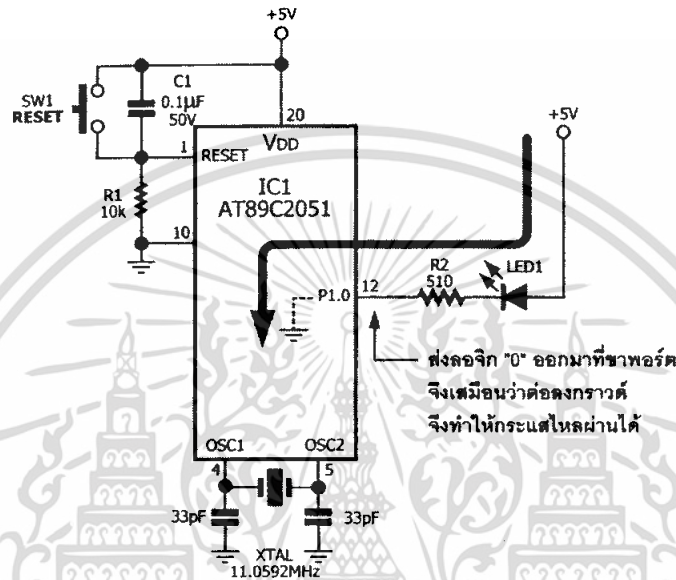 +5V
C1
0.1µF
50V
SW1
RESET
20
VDD
+5V
1
RESET
IC1
AT89C2051
R1
10k
10
R2
510
LED1
P1.0
12
ส่งลอจิก "0" ออกมาที่ขาพอร์ต
จึงเสมือนว่าต่อลงกราวด์
จึงทำให้กระแสไหลผ่านได้
OSC1
OSC2
4
5
33pF
33pF
XTAL
11.0592MHz